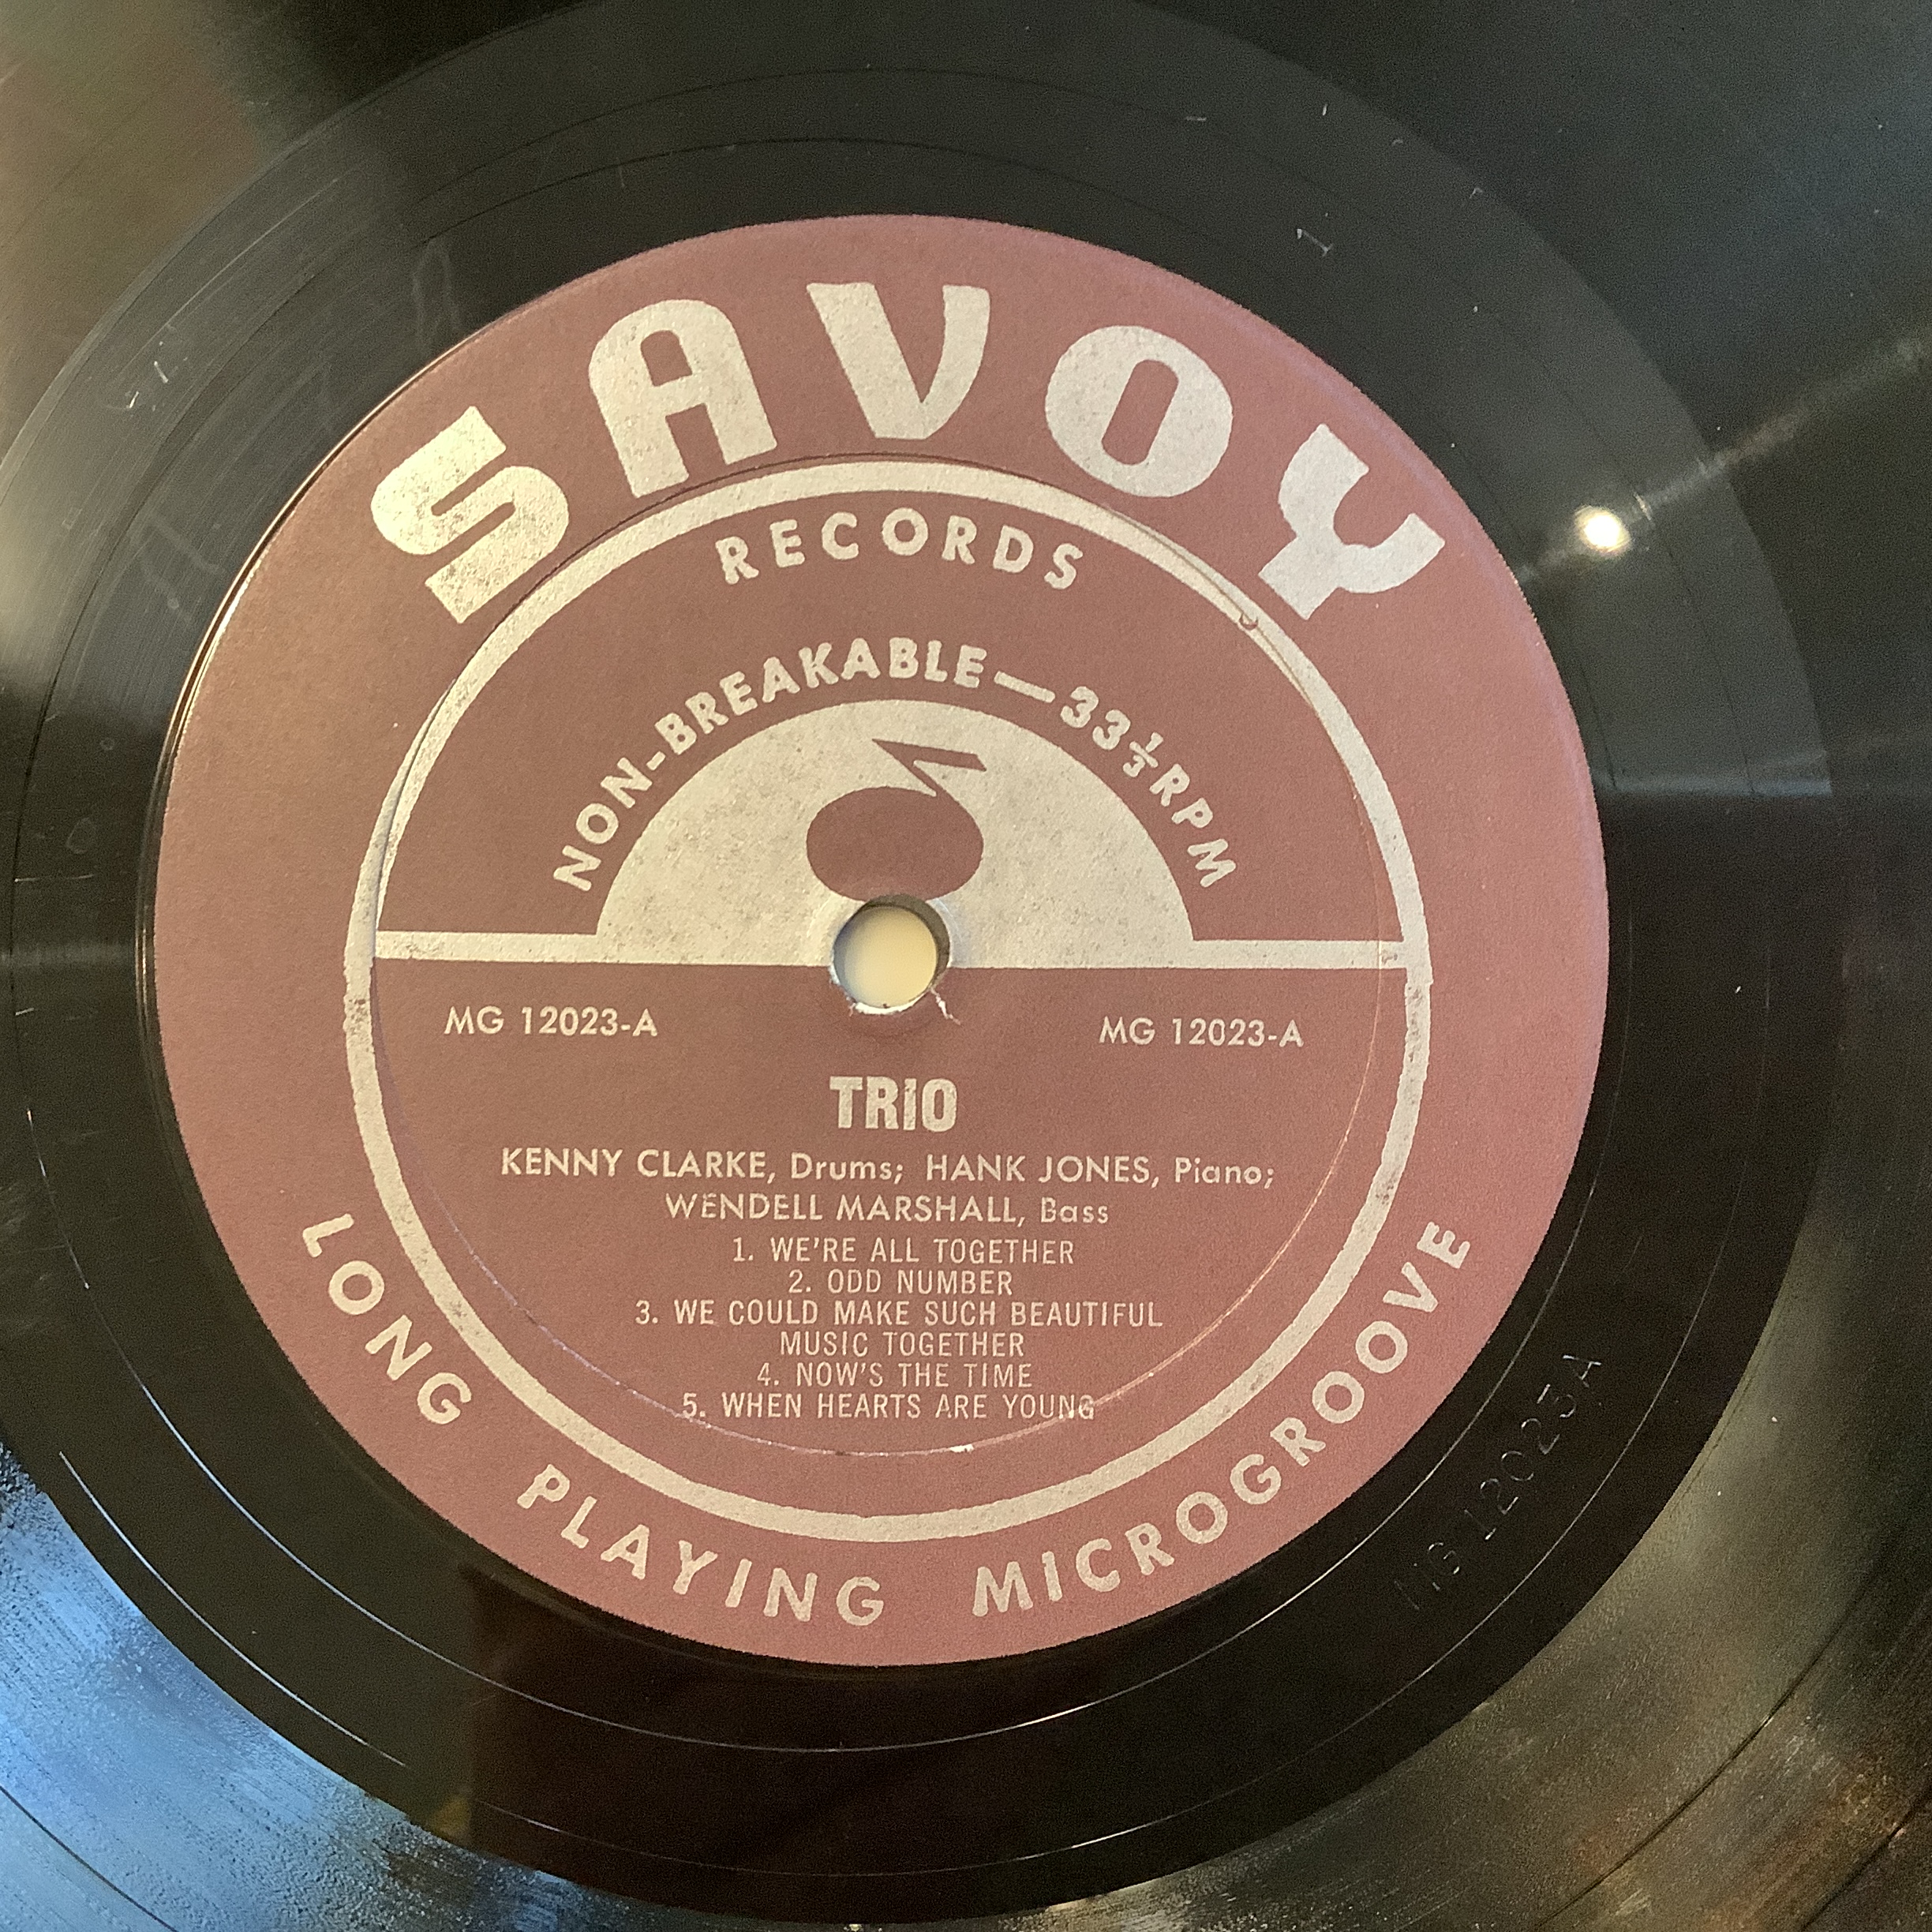 SAVOY
RECORDS
NON-BREAKABLE—33⅓RPM
MG 12023-A
MG 12023-A
TRIO
KENNY CLARKE, Drums; HANK JONES, Piano;
WENDELL MARSHALL, Bass
1. WE'RE ALL TOGETHER
2. ODD NUMBER
3. WE COULD MAKE SUCH BEAUTIFUL
MUSIC TOGETHER
4. NOW'S THE TIME
5. WHEN HEARTS ARE YOUNG
LONG PLAYING MICROGROOVE
MG 12023A